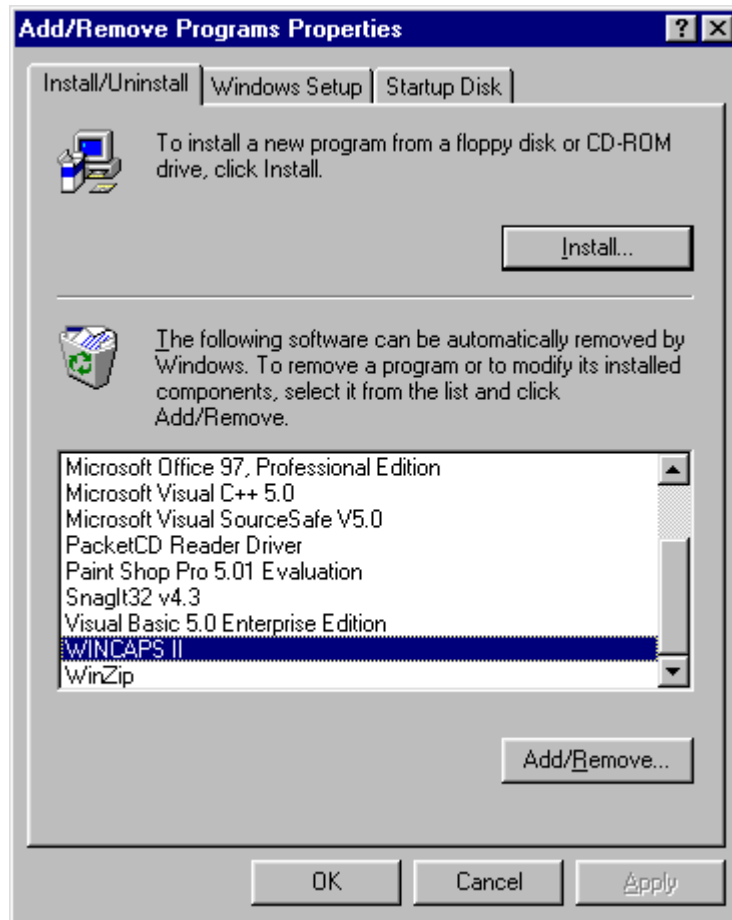 Add/Remove Programs Properties
Install/Uninstall
Windows Setup
Startup Disk
To install a new program from a floppy disk or CD-ROM
drive, click Install.
Install...
The following software can be automatically removed by
Windows. To remove a program or to modify its installed
components, select it from the list and click
Add/Remove.
Microsoft Office 97, Professional Edition
Microsoft Visual C++ 5.0
Microsoft Visual SourceSafe V5.0
PacketCD Reader Driver
Paint Shop Pro 5.01 Evaluation
SnagIt32 v4.3
Visual Basic 5.0 Enterprise Edition
WINCAPS II
WinZip
Add/Remove...
OK
Cancel
Apply